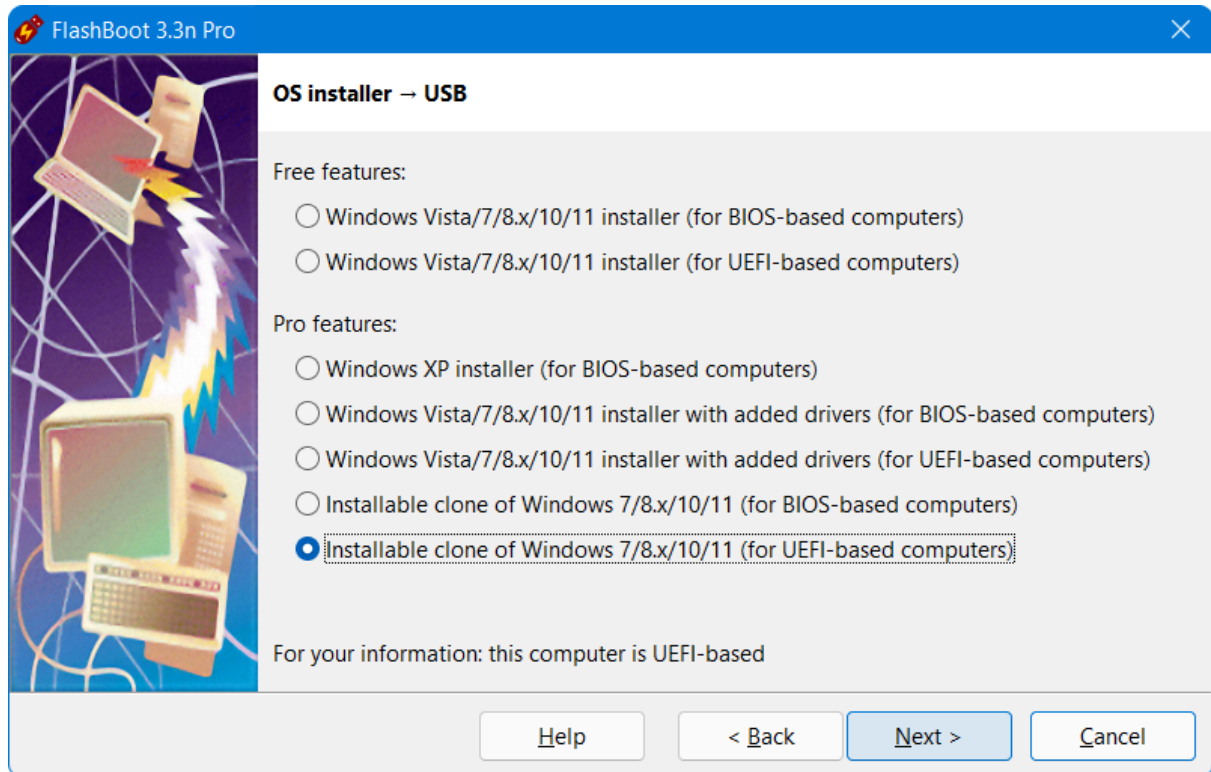 FlashBoot 3.3n Pro
OS installer → USB
Free features:
Windows Vista/7/8.x/10/11 installer (for BIOS-based computers)
Windows Vista/7/8.x/10/11 installer (for UEFI-based computers)
Pro features:
Windows XP installer (for BIOS-based computers)
Windows Vista/7/8.x/10/11 installer with added drivers (for BIOS-based computers)
Windows Vista/7/8.x/10/11 installer with added drivers (for UEFI-based computers)
Installable clone of Windows 7/8.x/10/11 (for BIOS-based computers)
Installable clone of Windows 7/8.x/10/11 (for UEFI-based computers)
For your information: this computer is UEFI-based
Help < Back Next > Cancel